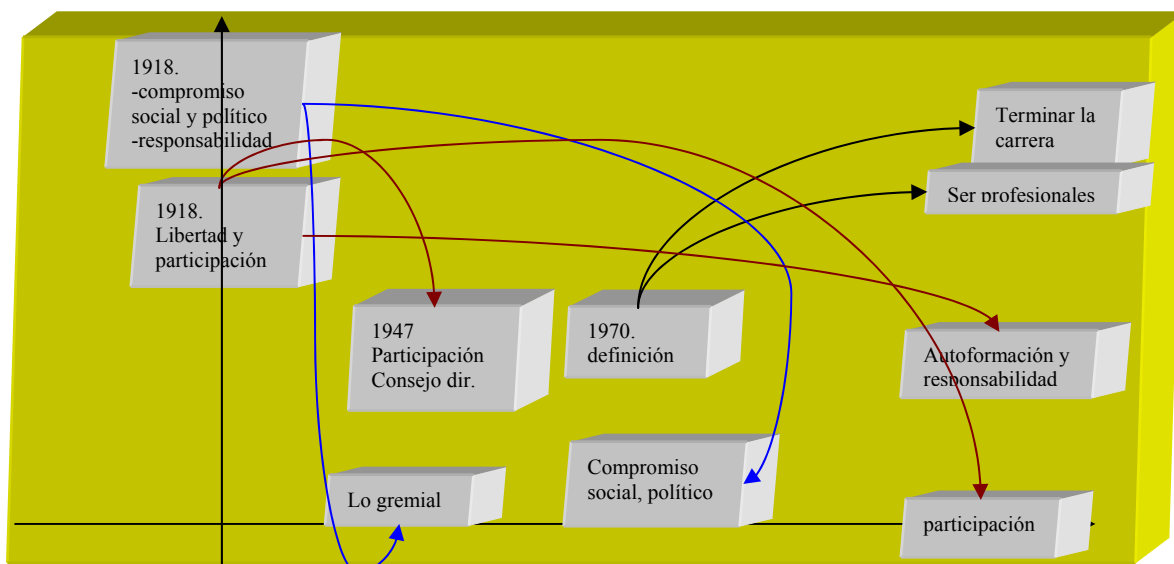 1918.
-compromiso
social y político
-responsabilidad
Terminar la
carrera
Ser profesionales
1918.
Libertad y
participación
1947
Participación
Consejo dir.
1970.
definición
Autoformación y
responsabilidad
Compromiso
social, político
Lo gremial
participación